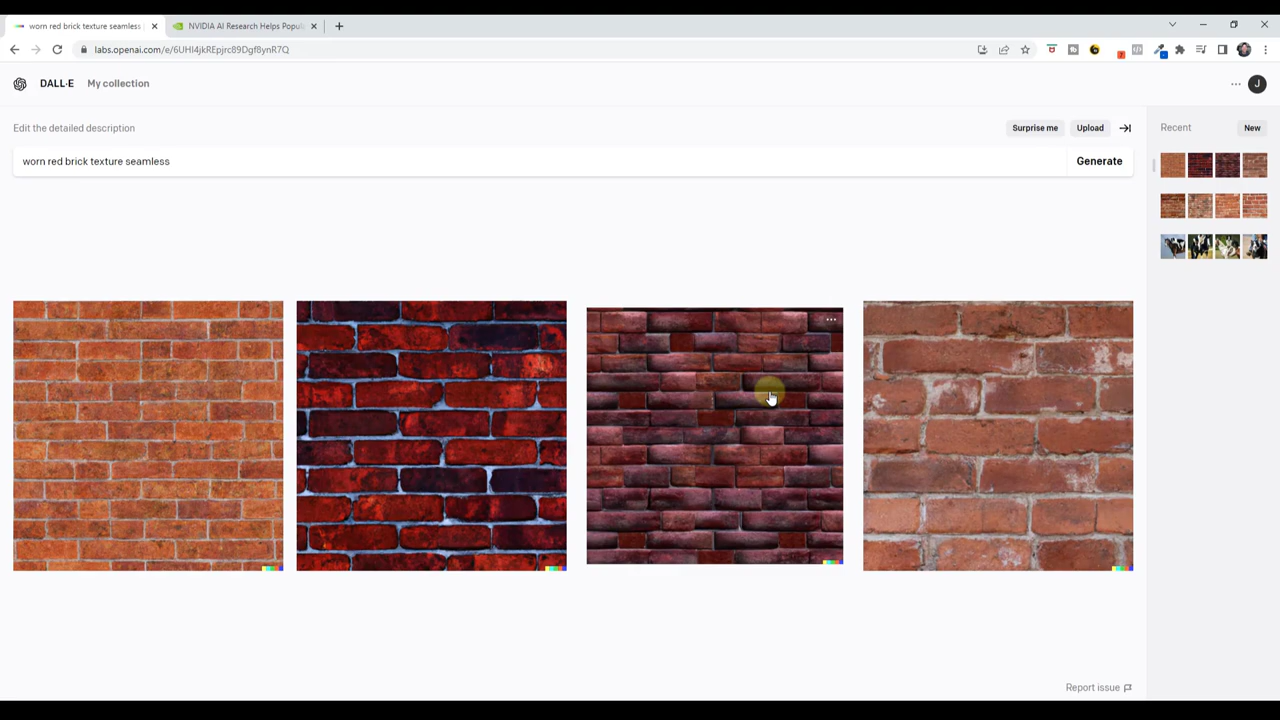 worn red brick texture seamless
NVIDIA AI Research Helps Popul
labs.openai.com/e/6UHI4jkREpjrc89Dgf8ynR7Q
DALL·E
My collection
J
Edit the detailed description
Surprise me
Upload
Recent
New
worn red brick texture seamless
Generate
Report issue